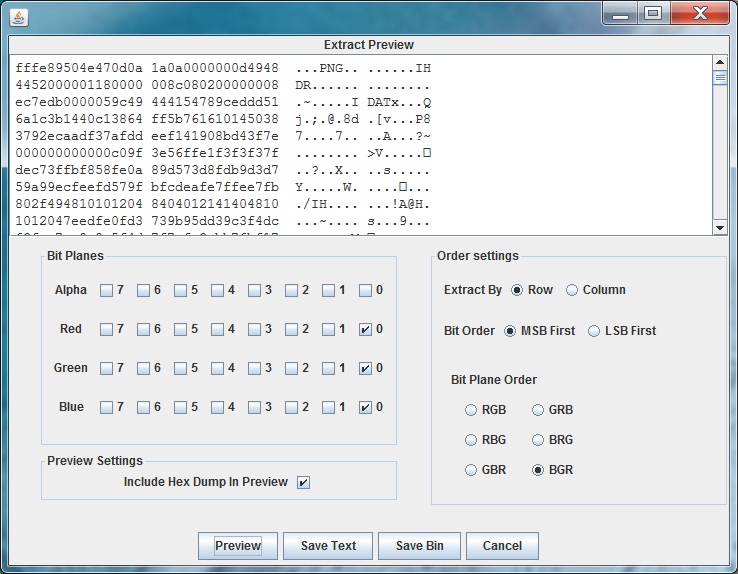 Extract Preview
fffe89504e470d0a 1a0a0000000d4948 ...PNG.. ......IH
4452000001180000 008c080200000008 DR...... ........
ec7edb0000059c49 444154789ceddd51 .~.....I DATx...Q
6a1c3b1440c13864 ff5b761610145038 j.;.@.8d .[v...P8
3792ecaadf37afdd eef141908bd43f7e 7....7.. ..A...?~
000000000000c09f 3e56ffe1f3f3f37f ........ >V.....
dec73ffbf858fe0a 89d573d8fdb9d3d7 ..?..X.. ..s.....
59a99ecfeefd579f bfcdeafe7ffee7fb Y.....W. ........
802f494810101204 8404012141404810 ./IH.... ...!A@H.
1012047eedfe0fd3 739b95dd39c3f4dc ...~.... s...9...
Bit Planes
Alpha 7 6 5 4 3 2 1 0
Red 7 6 5 4 3 2 1 0
Green 7 6 5 4 3 2 1 0
Blue 7 6 5 4 3 2 1 0
Preview Settings
Include Hex Dump In Preview
Order settings
Extract By Row Column
Bit Order MSB First LSB First
Bit Plane Order
RGB GRB
RBG BRG
GBR BGR
Preview Save Text Save Bin Cancel